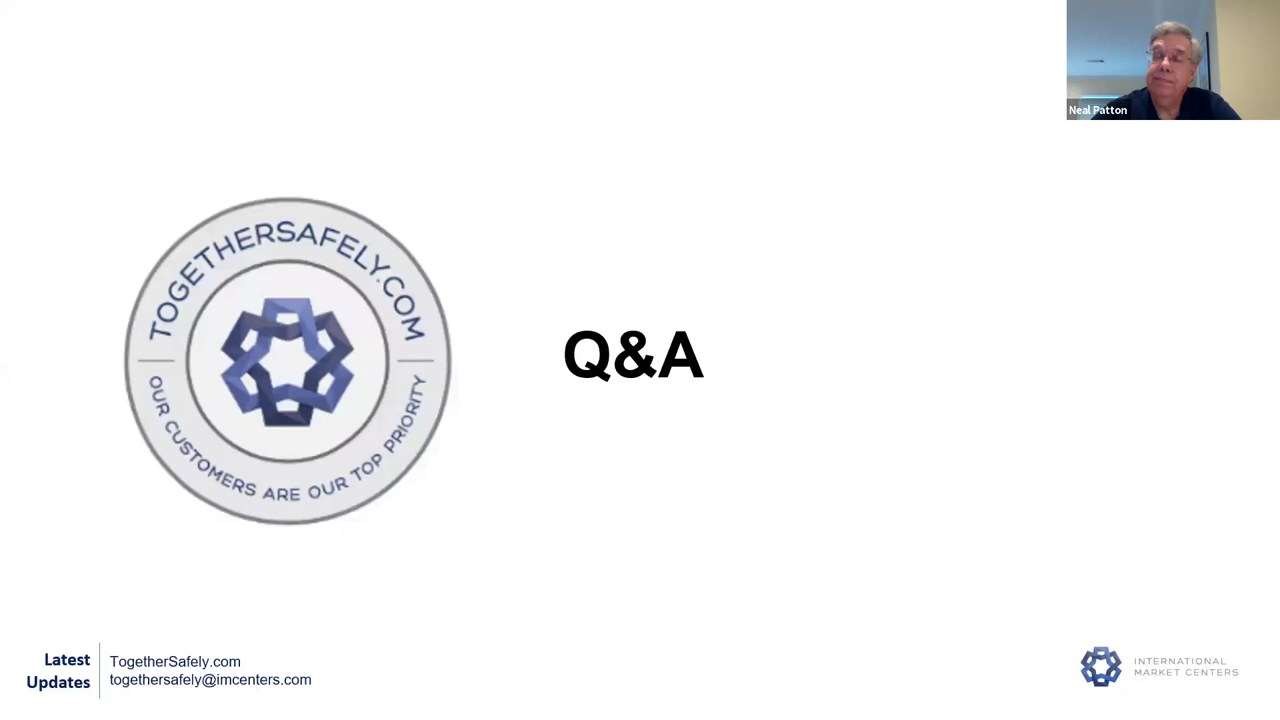 Neal Patton
TOGETHERSAFELY.COM
OUR CUSTOMERS ARE OUR TOP PRIORITY
Q&A
Latest
Updates
TogetherSafely.com
togethersafely@imcenters.com
INTERNATIONAL
MARKET CENTERS